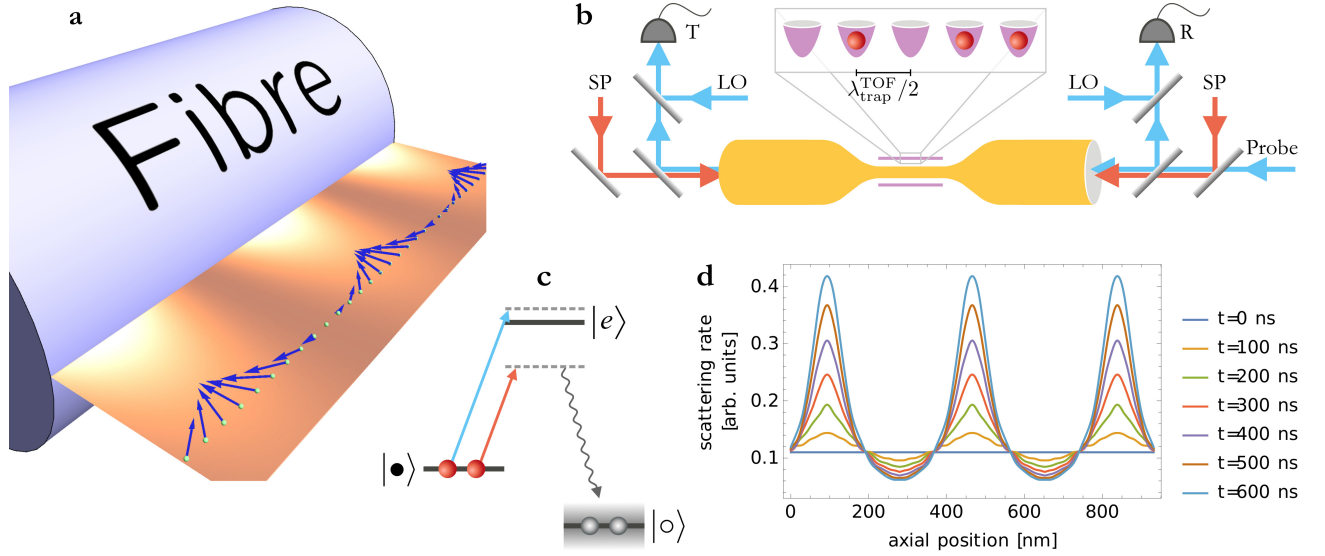 a
Fibre
b
T
R
SP
LO
λ_trap^TOF/2
LO
SP
Probe
c
|e⟩
|●⟩
|○⟩
d
0.4
0.3
0.2
0.1
scattering rate
[arb. units]
0 200 400 600 800
axial position [nm]
t=0 ns
t=100 ns
t=200 ns
t=300 ns
t=400 ns
t=500 ns
t=600 ns